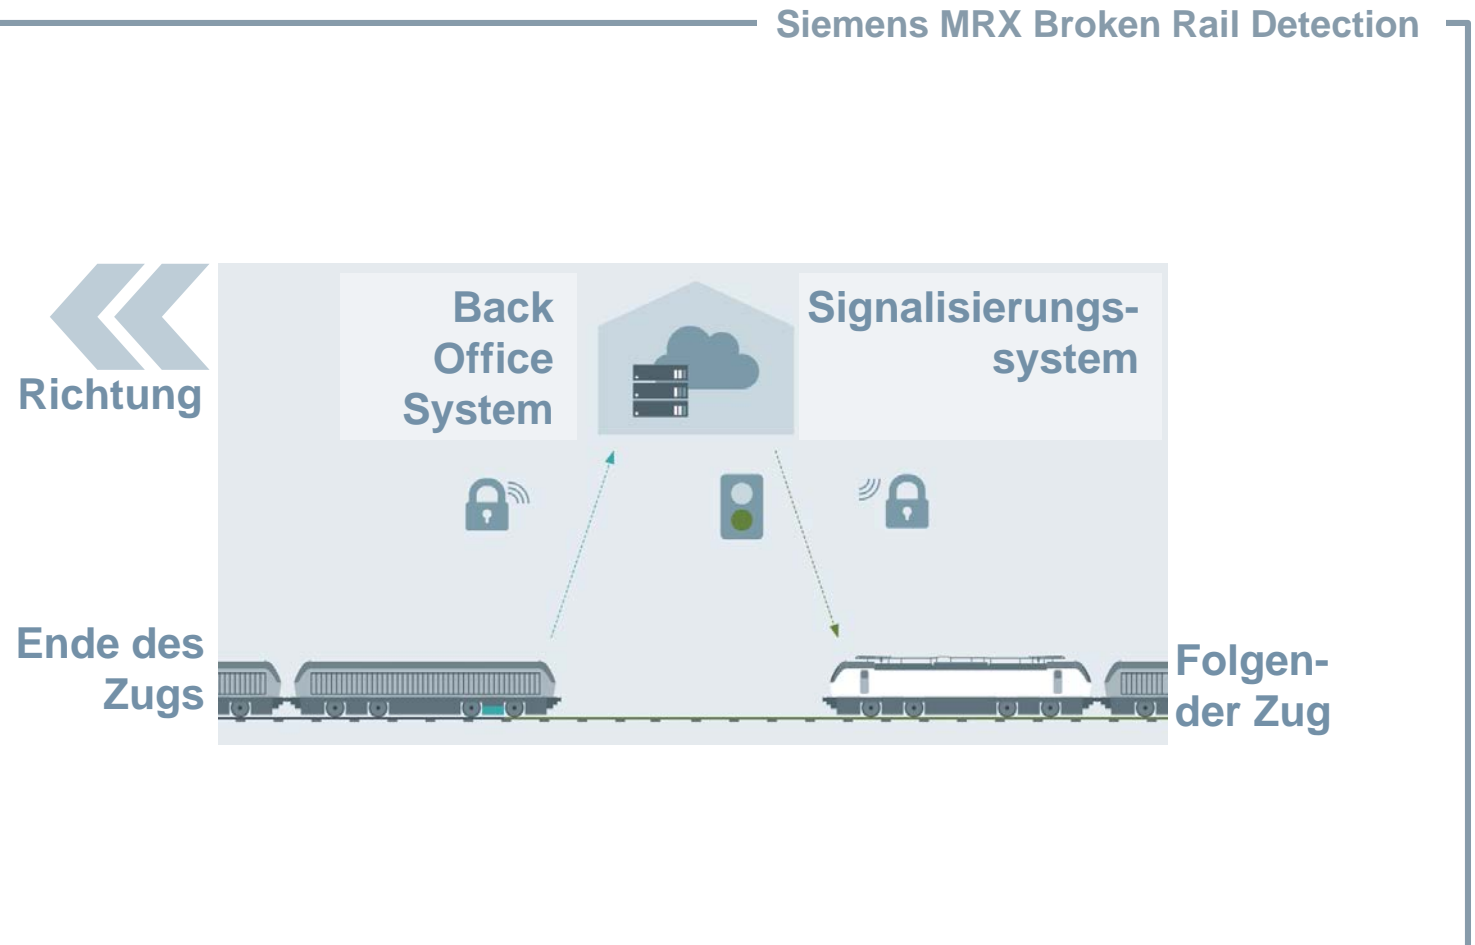 Siemens MRX Broken Rail Detection
Richtung
Back
Office
System
Signalisierungs-
system
Ende des
Zugs
Folgen-
der Zug